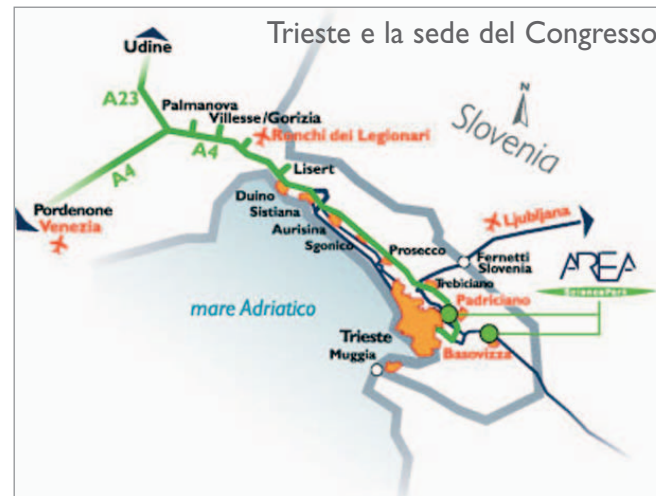 Trieste e la sede del Congresso
Udine
A23
Palmanova
Villesse/Gorizia
Ronchi dei Legionari
A4
A4
Lisert
N
Slovenia
Pordenone
Venezia
Duino
Sistiana
Aurisina
Sgonico
Prosecco
Ljubljana
Fernetti
Slovenia
AREA
Science Park
Trebiciano
Padriciano
mare Adriatico
Trieste
Muggia
Basovizza